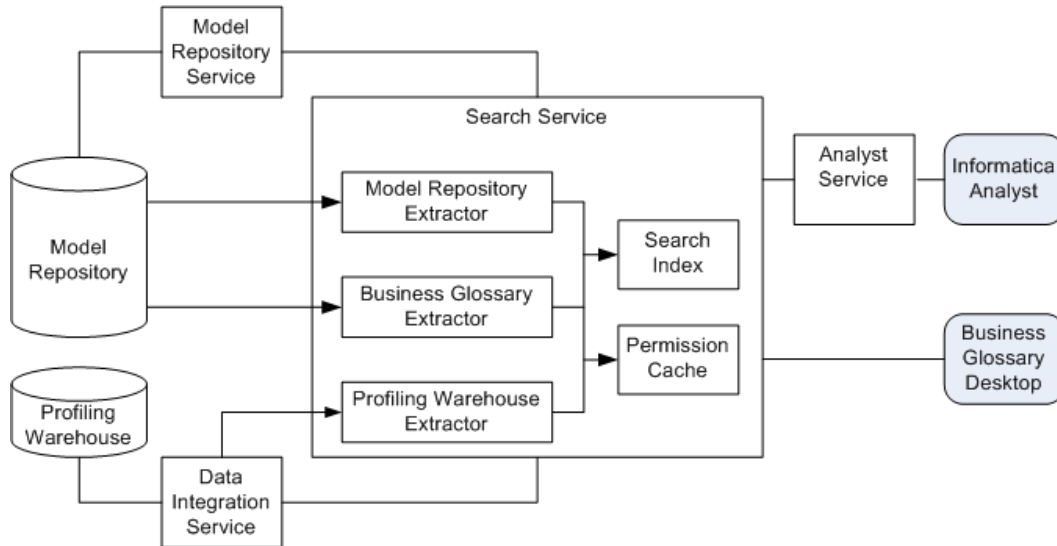 Model
Repository
Service
Search Service
Model Repository
Extractor
Business Glossary
Extractor
Profiling Warehouse
Extractor
Search
Index
Permission
Cache
Analyst
Service
Informatica
Analyst
Business
Glossary
Desktop
Model
Repository
Profiling
Warehouse
Data
Integration
Service